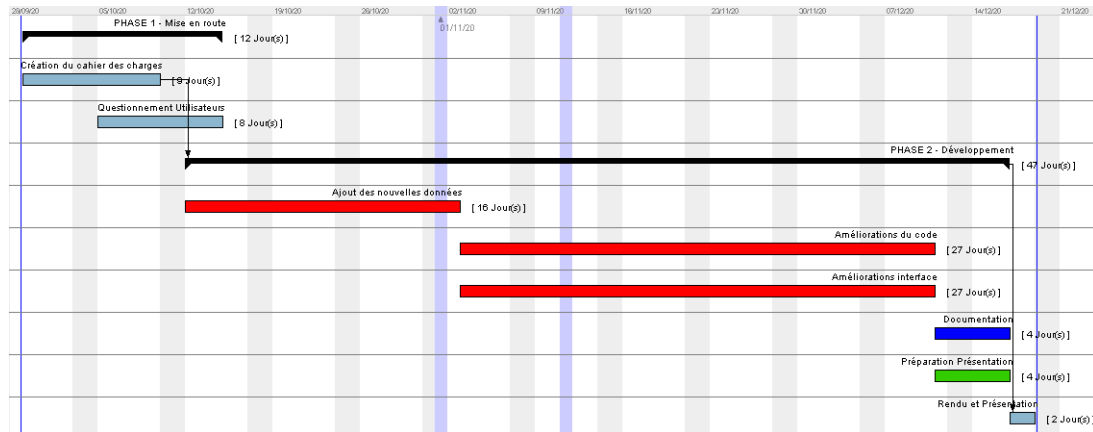 28/09/20 05/10/20 12/10/20 19/10/20 26/10/20 02/11/20 09/11/20 16/11/20 23/11/20 30/11/20 07/12/20 14/12/20 21/12/20
01/11/20
PHASE 1 - Mise en route
[ 12 Jour(s) ]
Création du cahier des charges
[ 9 Jour(s) ]
Questionnement Utilisateurs
[ 8 Jour(s) ]
PHASE 2 - Développement
[ 47 Jour(s) ]
Ajout des nouvelles données
[ 16 Jour(s) ]
Améliorations du code
[ 27 Jour(s) ]
Améliorations interface
[ 27 Jour(s) ]
Documentation
[ 4 Jour(s) ]
Préparation Présentation
[ 4 Jour(s) ]
Rendu et Présentation
[ 2 Jour(s) ]